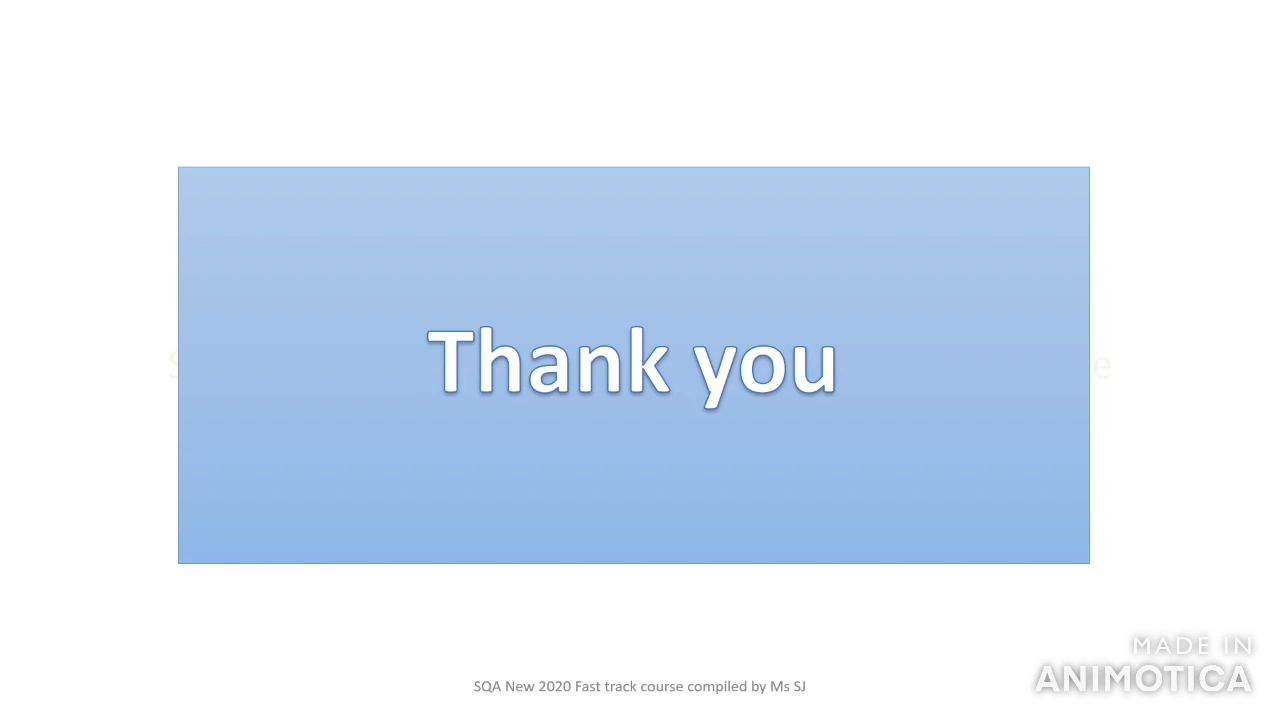 Thank you
MADE IN
ANIMOTICA
SQA New 2020 Fast track course compiled by Ms SJ